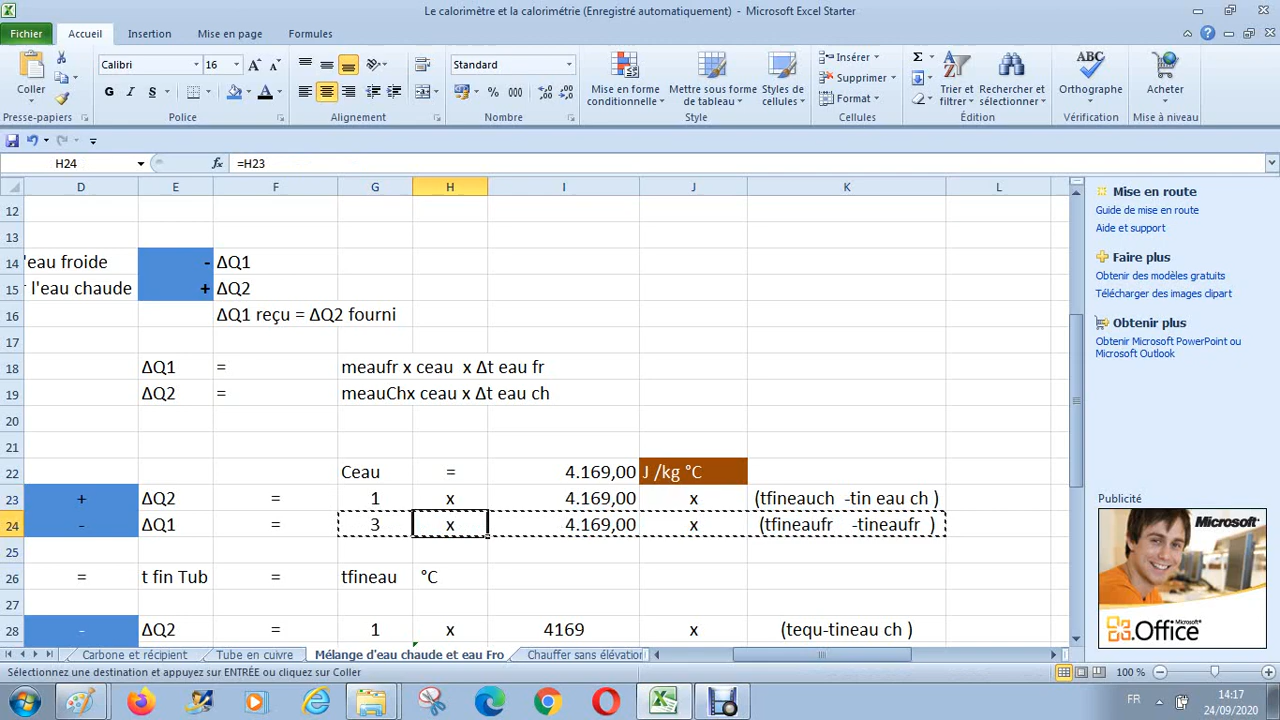 Le calorimètre et la calorimétrie (Enregistré automatiquement) - Microsoft Excel Starter
Fichier Accueil Insertion Mise en page Formules
Calibri 16 Standard Insérer
Coller Supprimer
G I S % 000 Format
Mise en forme conditionnelle Mettre sous forme de tableau Styles de cellules Trier et filtrer Rechercher et sélectionner ABC Orthographe Acheter
Presse-papiers Police Alignement Nombre Style Cellules Édition Vérification Mise à niveau
H24 fx =H23
D E F G H I J K L
12
13
14 'eau froide - ΔQ1
15 l'eau chaude + ΔQ2
16 ΔQ1 reçu = ΔQ2 fourni
17
18 ΔQ1 = meaufr x ceau x Δt eau fr
19 ΔQ2 = meauChx ceau x Δt eau ch
20
21
22 Ceau = 4.169,00 J /kg °C
23 + ΔQ2 = 1 x 4.169,00 x (tfineauch -tin eau ch )
24 - ΔQ1 = 3 x 4.169,00 x (tfineaufr -tineaufr )
25
26 = t fin Tub = tfineau °C
27
28 - ΔQ2 = 1 x 4169 x (tequ-tineau ch )
Mise en route
Guide de mise en route
Aide et support
Faire plus
Obtenir des modèles gratuits
Télécharger des images clipart
Obtenir plus
Obtenir Microsoft PowerPoint ou
Microsoft Outlook
Publicité
Microsoft
Office
Carbone et récipient Tube en cuivre Mélange d'eau chaude et eau Fro Chauffer sans élévation
Sélectionnez une destination et appuyez sur ENTRÉE ou cliquez sur Coller 100 %
FR 14:17
24/09/2020